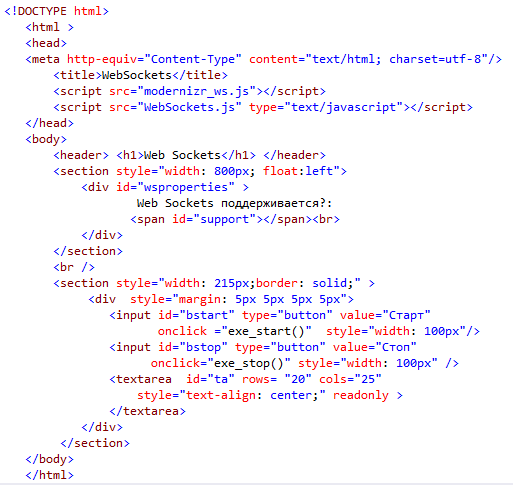 <!DOCTYPE html>
<html >
<head>
<meta http-equiv="Content-Type" content="text/html; charset=utf-8"/>
<title>WebSockets</title>
<script src="modernizr_ws.js"></script>
<script src="WebSockets.js" type="text/javascript"></script>
</head>
<body>
<header> <h1>Web Sockets</h1> </header>
<section style="width: 800px; float:left">
<div id="wsproperties" >
Web Sockets поддерживается?:
<span id="support"></span><br>
</div>
</section>
<br />
<section style="width: 215px;border: solid;" >
<div  style="margin: 5px 5px 5px 5px">
<input id="bstart" type="button" value="Старт"
onclick ="exe_start()"  style="width: 100px"/>
<input id="bstop" type="button" value="Стоп"
onclick="exe_stop()" style="width: 100px" />
<textarea  id="ta" rows= "20" cols="25"
style="text-align: center;" readonly >
</textarea>
</div>
</section>
</body>
</html>